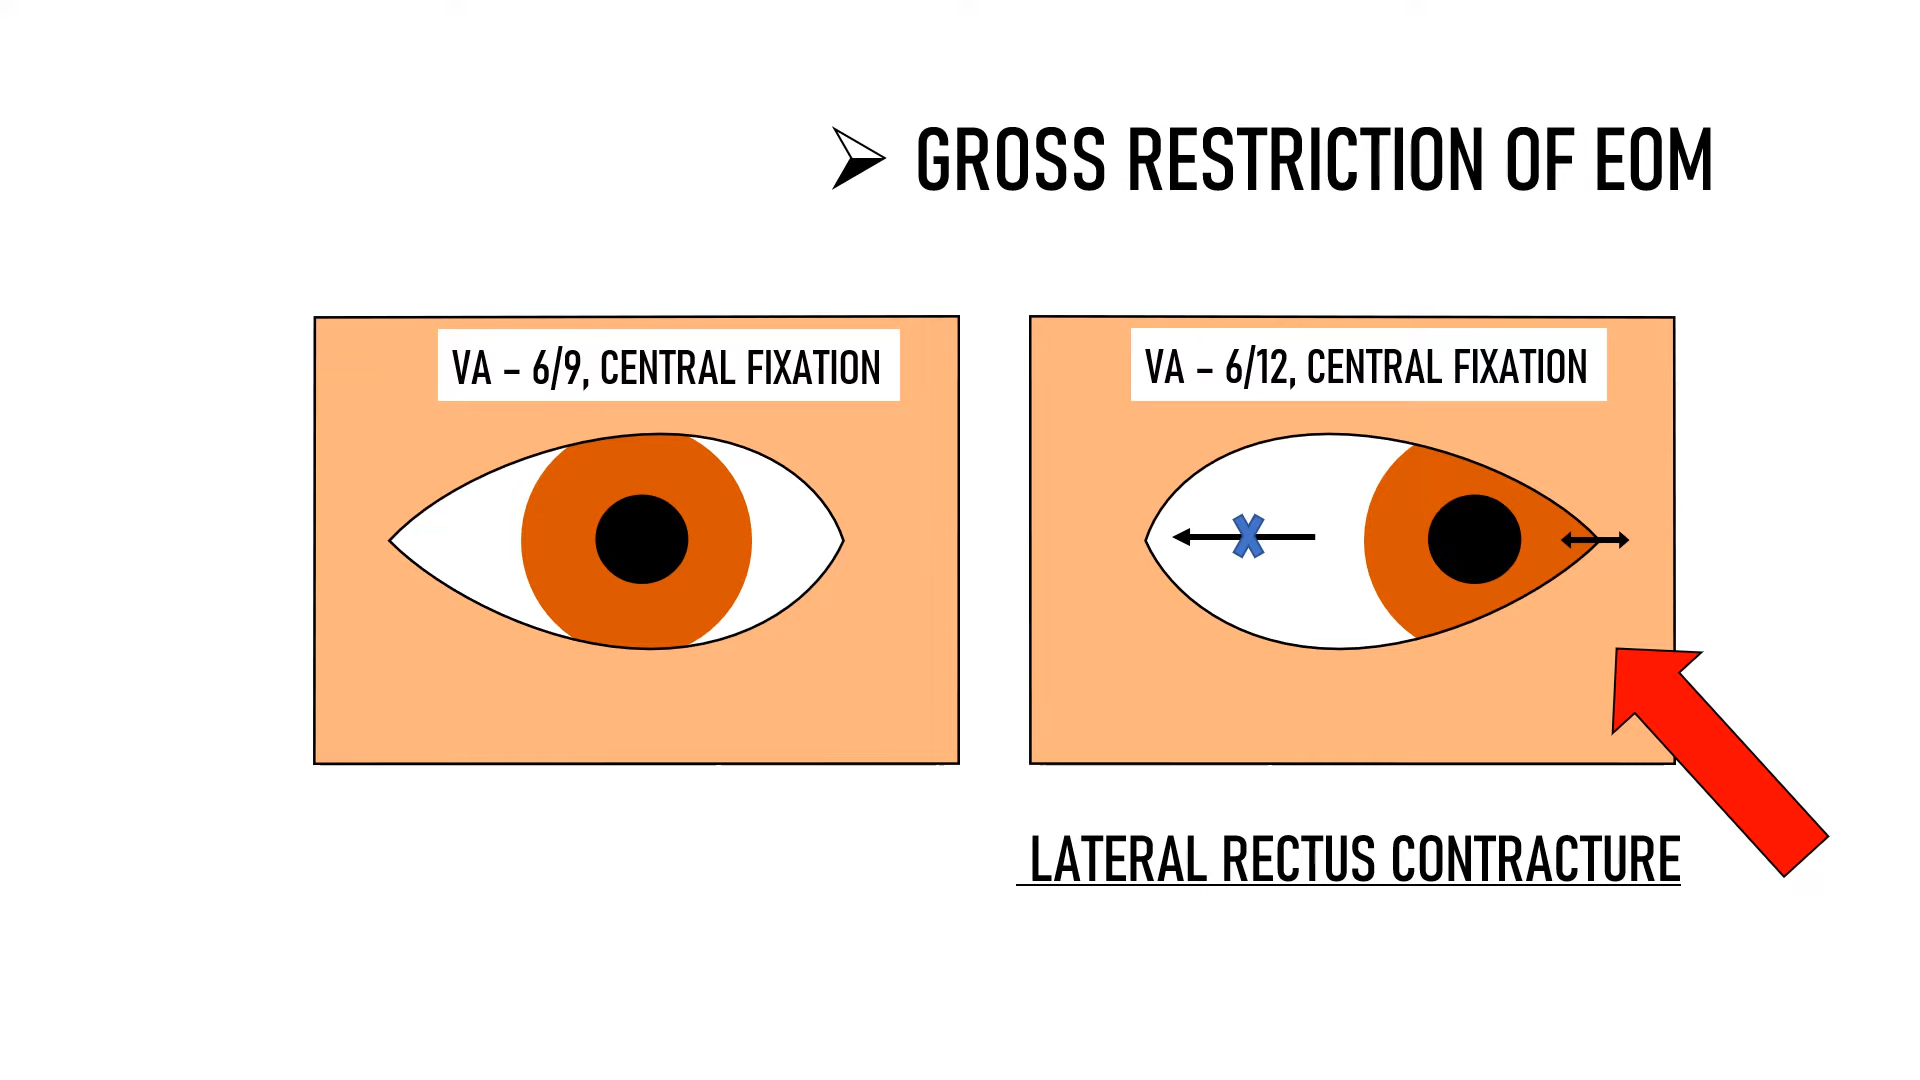 GROSS RESTRICTION OF EOM
VA – 6/9, CENTRAL FIXATION
VA – 6/12, CENTRAL FIXATION
LATERAL RECTUS CONTRACTURE